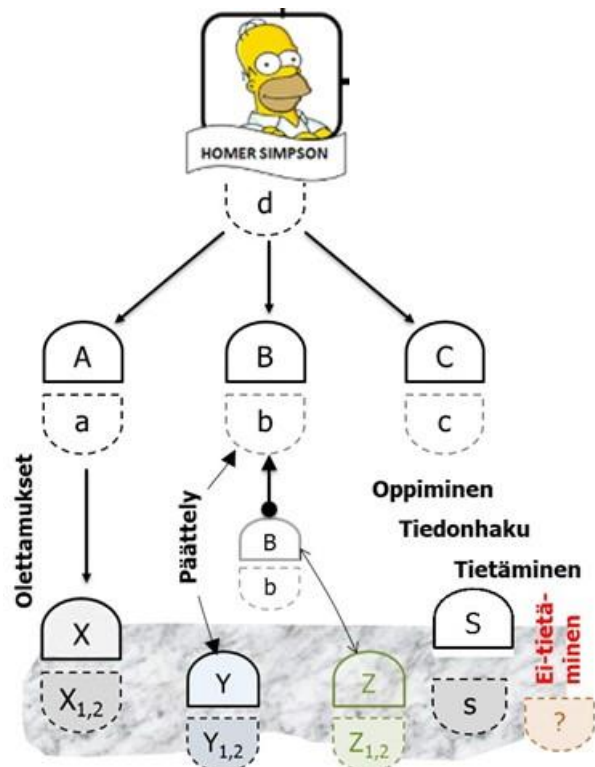 HOMER SIMPSON
d
A
B
C
a
b
c
Olettamukset
Päättely
Oppiminen
Tiedonhaku
Tietäminen
B
b
X
Y
Z
S
Ei-tietä-
minen
X1,2
Y1,2
Z1,2
s
?